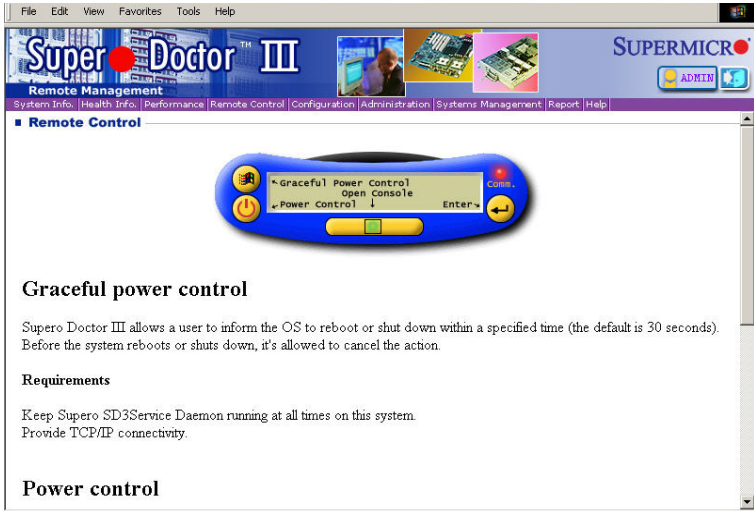 File Edit View Favorites Tools Help
Super Doctor™ III
SUPERMICR
Remote Management
ADMIN
System Info. Health Info. Performance Remote Control Configuration Administration Systems Management Report Help
Remote Control
Graceful Power Control
Open Console
Power Control Enter
Comm.
Graceful power control
Supero Doctor III allows a user to inform the OS to reboot or shut down within a specified time (the default is 30 seconds).
Before the system reboots or shuts down, it's allowed to cancel the action.
Requirements
Keep Supero SD3Service Daemon running at all times on this system.
Provide TCP/IP connectivity.
Power control